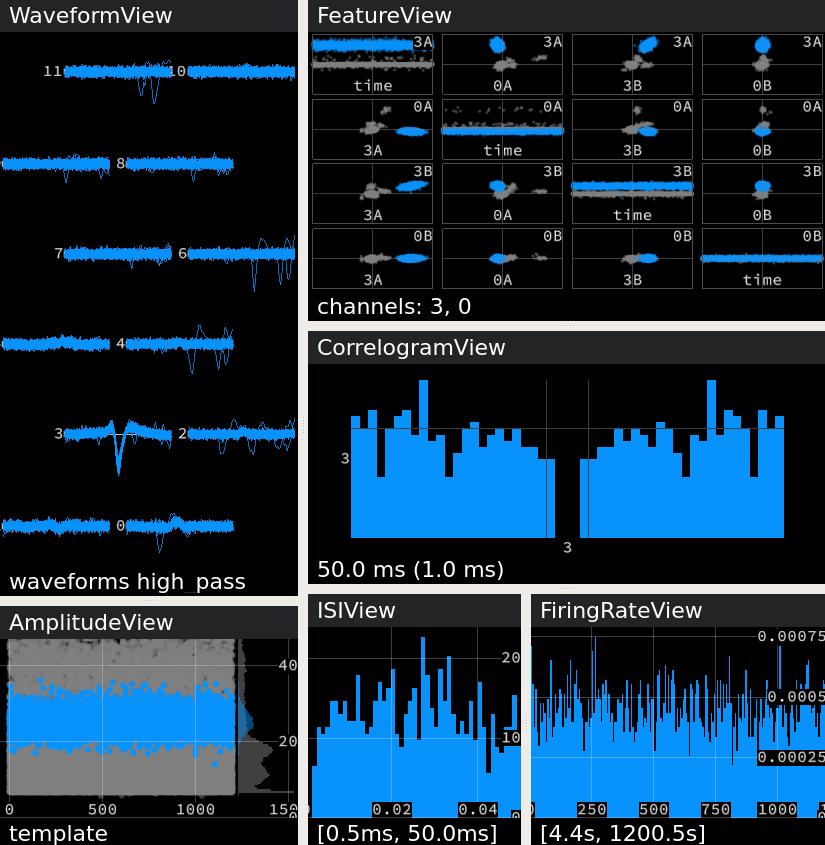 WaveformView
11 10
8
7 6
4
3 2
0
waveforms high_pass
FeatureView
3A 3A 3A 3A
time 0A 3B 0B
0A 0A 0A 0A
3A time 3B 0B
3B 3B 3B 3B
3A 0A time 0B
0B 0B 0B 0B
3A 0A 3B time
channels: 3, 0
CorrelogramView
3
3
50.0 ms (1.0 ms)
AmplitudeView
40
20
0 500 1000
template
ISIView
20
10
0.02 0.04
[0.5ms, 50.0ms]
FiringRateView
0.00075
0.0005
0.00025
250 500 750 1000
[4.4s, 1200.5s]